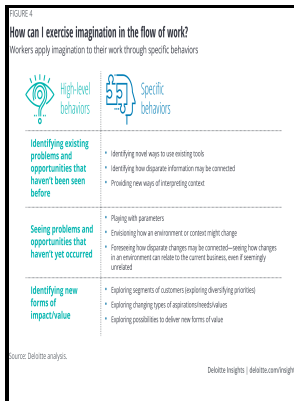 FIGURE 4
How can I exercise imagination in the flow of work?
Workers apply imagination to their work through specific behaviors
High-level
behaviors
Specific
behaviors
Identifying existing
problems and
opportunities that
haven't been seen
before
• Identifying novel ways to use existing tools
• Identifying how disparate information may be connected
• Providing new ways of interpreting context
Seeing problems and
opportunities that
haven't yet occurred
• Playing with parameters
• Envisioning how an environment or context might change
• Foreseeing how disparate changes may be connected—seeing how changes
in an environment can relate to the current business, even if seemingly
unrelated
Identifying new
forms of
impact/value
• Exploring segments of customers (exploring diversifying priorities)
• Exploring changing types of aspirations/needs/values
• Exploring possibilities to deliver new forms of value
Source: Deloitte analysis.
Deloitte Insights | deloitte.com/insight